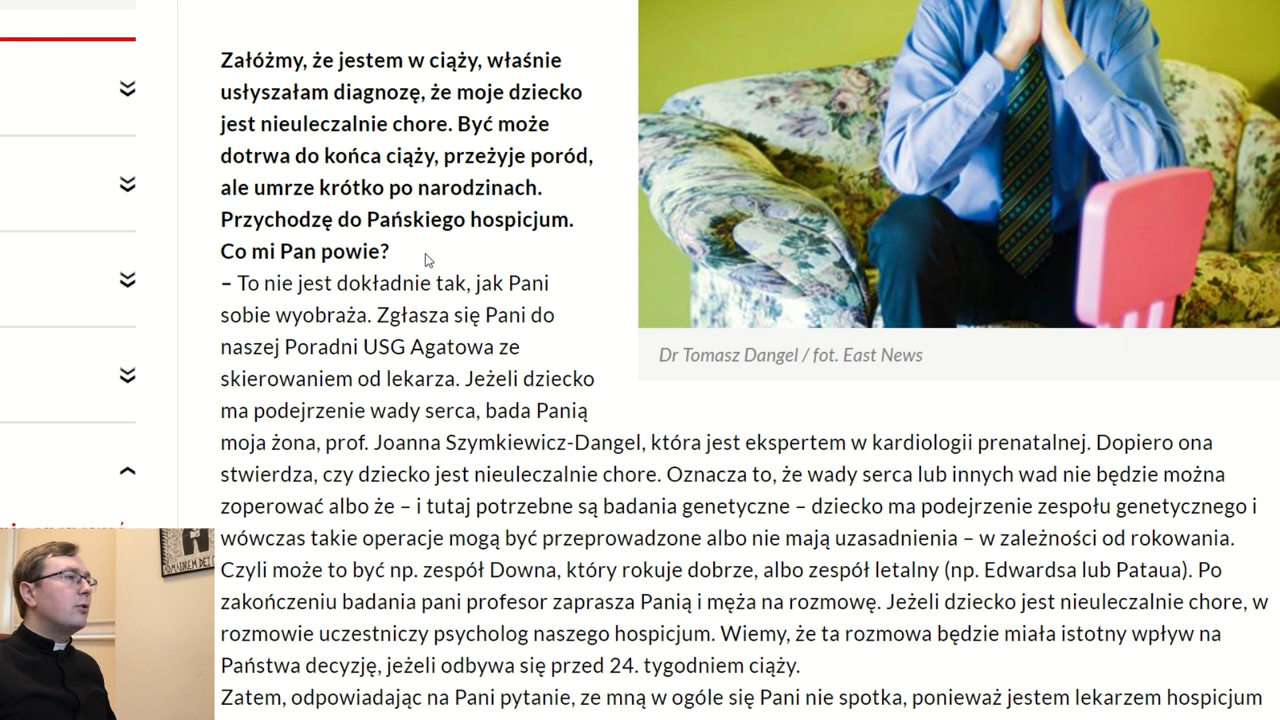 Załóżmy, że jestem w ciąży, właśnie
usłyszałam diagnozę, że moje dziecko
jest nieuleczalnie chore. Być może
dotrwa do końca ciąży, przeżyje poród,
ale umrze krótko po narodzinach.
Przychodzę do Pańskiego hospicjum.
Co mi Pan powie?
– To nie jest dokładnie tak, jak Pani
sobie wyobraża. Zgłasza się Pani do
naszej Poradni USG Agatowa ze
skierowaniem od lekarza. Jeżeli dziecko
ma podejrzenie wady serca, bada Panią
moja żona, prof. Joanna Szymkiewicz-Dangel, która jest ekspertem w kardiologii prenatalnej. Dopiero ona
stwierdza, czy dziecko jest nieuleczalnie chore. Oznacza to, że wady serca lub innych wad nie będzie można
zoperować albo że – i tutaj potrzebne są badania genetyczne – dziecko ma podejrzenie zespołu genetycznego i
wówczas takie operacje mogą być przeprowadzone albo nie mają uzasadnienia – w zależności od rokowania.
Czyli może to być np. zespół Downa, który rokuje dobrze, albo zespół letalny (np. Edwardsa lub Pataua). Po
zakończeniu badania pani profesor zaprasza Panią i męża na rozmowę. Jeżeli dziecko jest nieuleczalnie chore, w
rozmowie uczestniczy psycholog naszego hospicjum. Wiemy, że ta rozmowa będzie miała istotny wpływ na
Państwa decyzję, jeżeli odbywa się przed 24. tygodniem ciąży.
Zatem, odpowiadając na Pani pytanie, ze mną w ogóle się Pani nie spotka, ponieważ jestem lekarzem hospicjum
Dr Tomasz Dangel / fot. East News